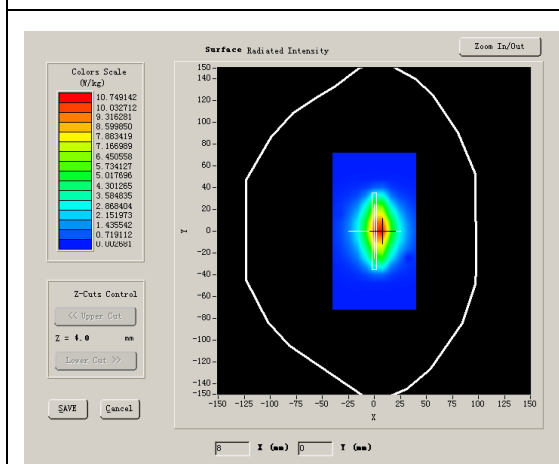 Surface Radiated Intensity
Zoom In/Out
Colors Scale
(W/kg)
10.749142
10.032712
9.316281
8.599850
7.883419
7.166989
6.450558
5.734127
5.017696
4.301265
3.584835
2.868404
2.151973
1.435542
0.719112
0.002681
Z-Cuts Control
<< Upper Cut
Z = 4.0 mm
Lower Cut >>
SAVE
Cancel
150
140
120
100
80
60
40
20
0
-20
-40
-60
-80
-100
-120
-140
-150
Y
-150 -125 -100 -75 -50 -25 0 25 50 75 100 125 150
X
8 X (mm) 0 Y (mm)